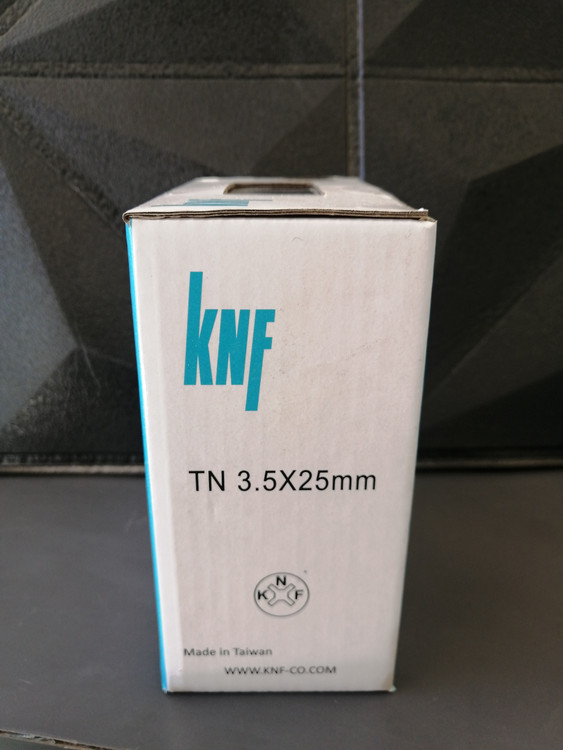 KNF
TN 3.5X25mm
N
K F
Made in Taiwan
WWW.KNF-CO.COM